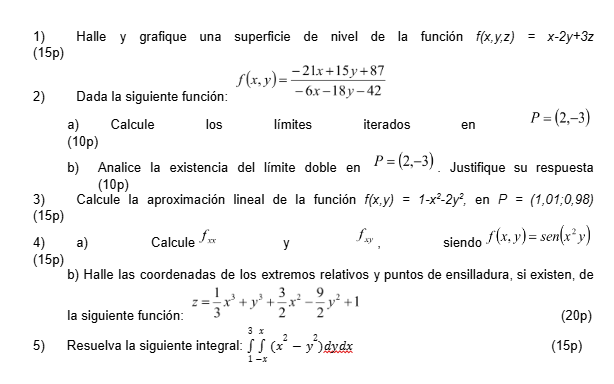 1) Halle y grafique una superficie de nivel de la función f(x,y,z) = x-2y+3z
(15p)
2) Dada la siguiente función: f(x,y) = (-21x+15y+87)/(-6x-18y-42)
a) Calcule los límites iterados en P = (2,-3)
(10p)
b) Analice la existencia del límite doble en P = (2,-3). Justifique su respuesta
(10p)
3) Calcule la aproximación lineal de la función f(x,y) = 1-x²-2y², en P = (1,01;0,98)
(15p)
4) a) Calcule fₓₓ y fₓᵧ , siendo f(x,y) = sen(x²y)
(15p)
b) Halle las coordenadas de los extremos relativos y puntos de ensilladura, si existen, de
la siguiente función: z = 1/3 x³ + y³ + 3/2 x² - 9/2 y² + 1 (20p)
5) Resuelva la siguiente integral: ∫₁³ ∫₋ₓˣ (x² − y²)dydx (15p)